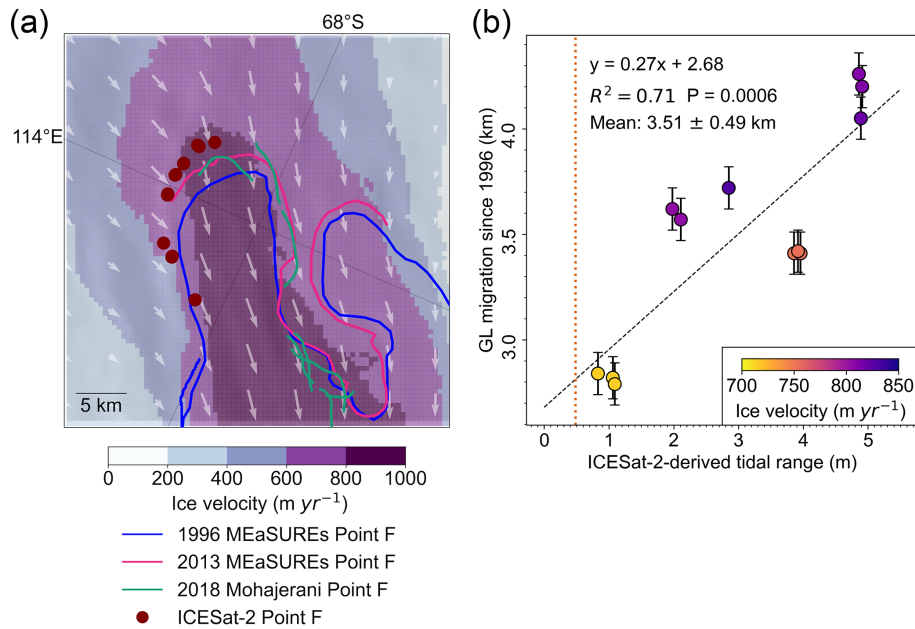 (a)
68°S
114°E
5 km
0 200 400 600 800 1000
Ice velocity (m yr⁻¹)
1996 MEaSUREs Point F
2013 MEaSUREs Point F
2018 Mohajerani Point F
ICESat-2 Point F
(b)
y = 0.27x + 2.68
R² = 0.71 P = 0.0006
Mean: 3.51 ± 0.49 km
GL migration since 1996 (km)
4.0
3.5
3.0
700 750 800 850
Ice velocity (m yr⁻¹)
0 1 2 3 4 5
ICESat-2-derived tidal range (m)